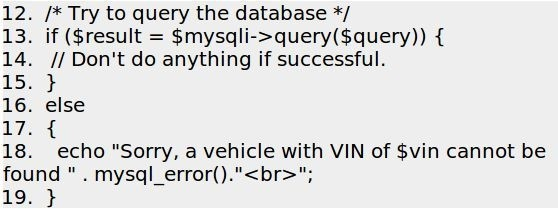 12. /* Try to query the database */
13. if ($result = $mysqli->query($query)) {
14.  // Don't do anything if successful.
15. }
16. else
17. {
18.   echo "Sorry, a vehicle with VIN of $vin cannot be
found " . mysql_error()."<br>";
19. }